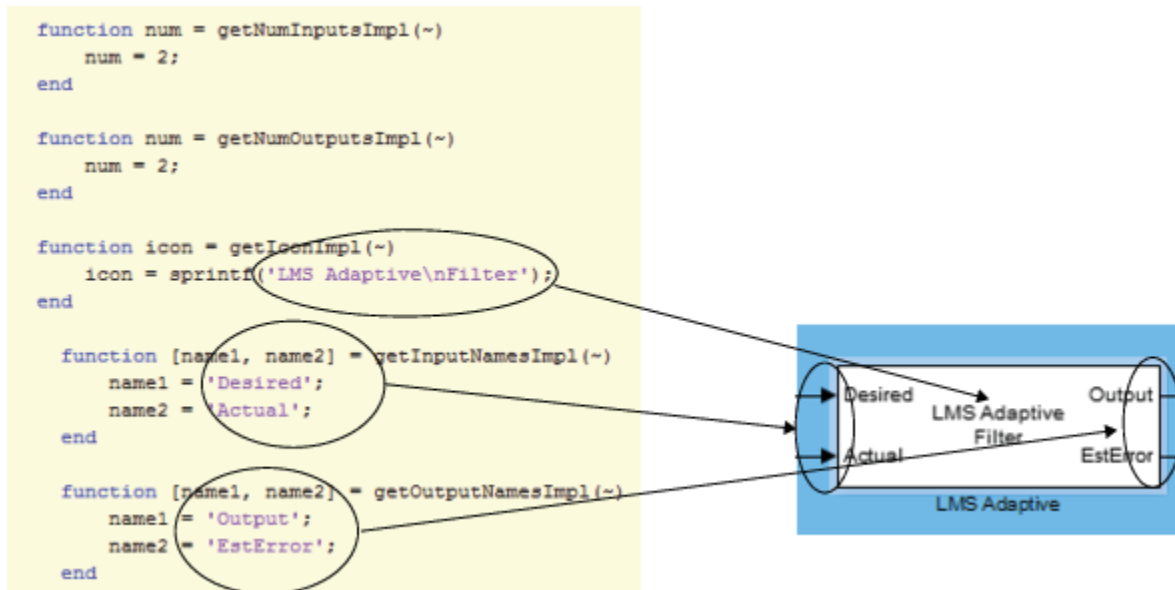 function num = getNumInputsImpl(~)
num = 2;
end
function num = getNumOutputsImpl(~)
num = 2;
end
function icon = getIconImpl(~)
icon = sprintf('LMS Adaptive\nFilter');
end
function [name1, name2] = getInputNamesImpl(~)
name1 = 'Desired';
name2 = 'Actual';
end
function [name1, name2] = getOutputNamesImpl(~)
name1 = 'Output';
name2 = 'EstError';
end
Desired
Actual
LMS Adaptive
Filter
Output
EstError
LMS Adaptive